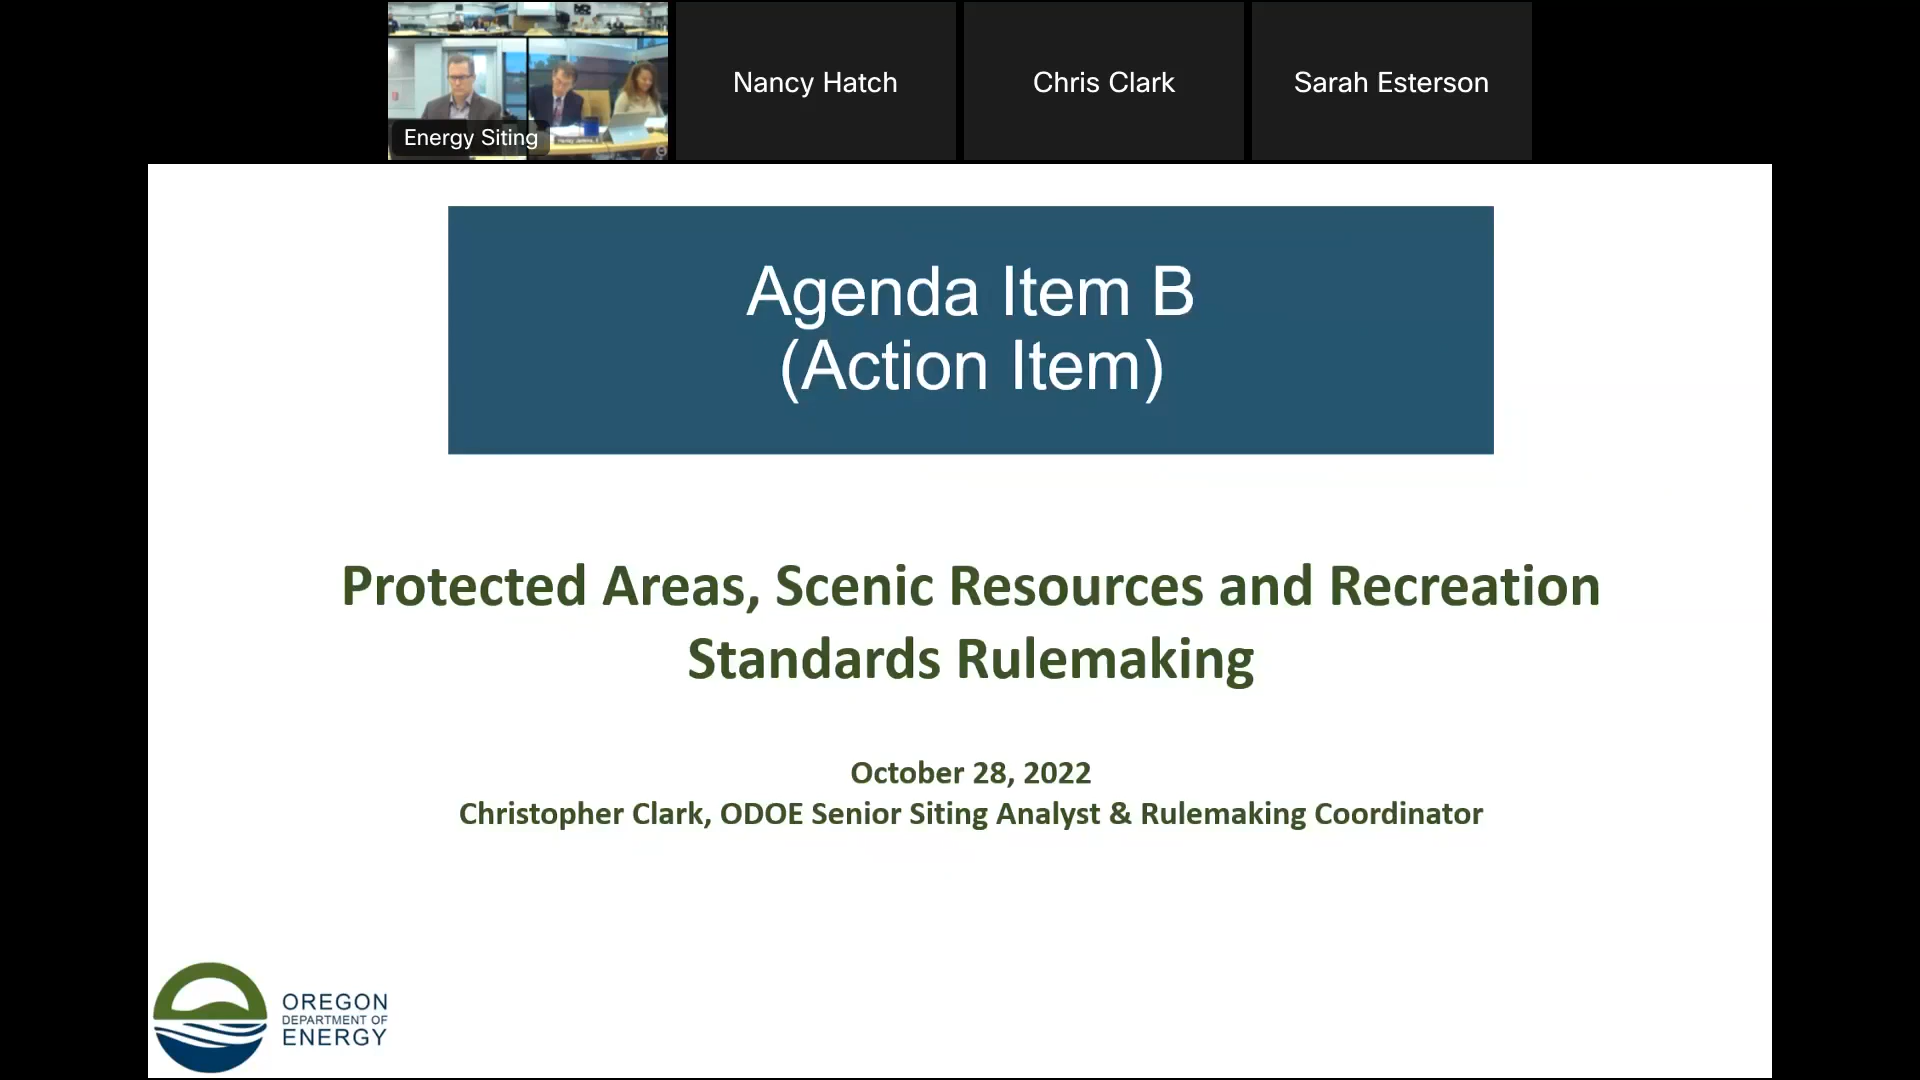 Energy Siting
Nancy Hatch
Chris Clark
Sarah Esterson
Agenda Item B
(Action Item)
Protected Areas, Scenic Resources and Recreation
Standards Rulemaking
October 28, 2022
Christopher Clark, ODOE Senior Siting Analyst & Rulemaking Coordinator
OREGON
DEPARTMENT OF
ENERGY